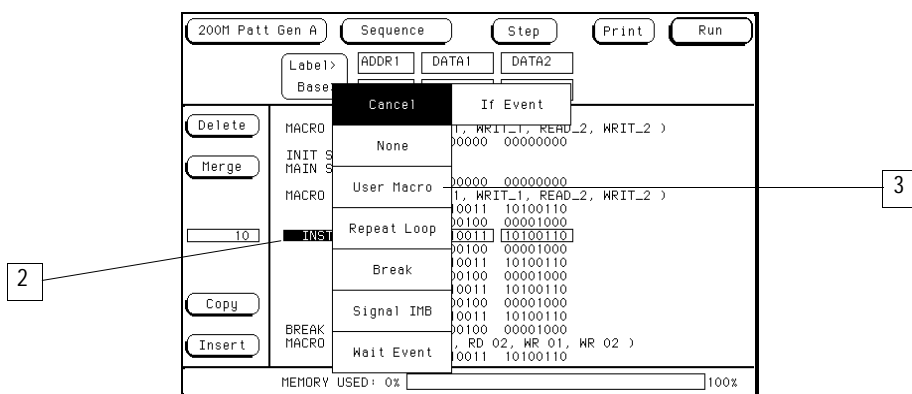 200M Patt Gen A Sequence Step Print Run
Label> ADDR1 DATA1 DATA2
Base
Cancel If Event
Delete MACRO T_1, WRIT_1, READ_2, WRIT_2 )
None 00000 00000000
INIT S
Merge MAIN S
User Macro 00000 00000000
3
MACRO 1, WRIT_1, READ_2, WRIT_2 )
10011 10100110
Repeat Loop 00100 00001000
10 INST 10011 10100110
00100 00001000
2
Break 10011 10100110
00100 00001000
10011 10100110
Copy Signal IMB 00100 00001000
10011 10100110
BREAK 00100 00001000
Insert MACRO , RD 02, WR 01, WR 02 )
Wait Event 10011 10100110
MEMORY USED: 0% 100%